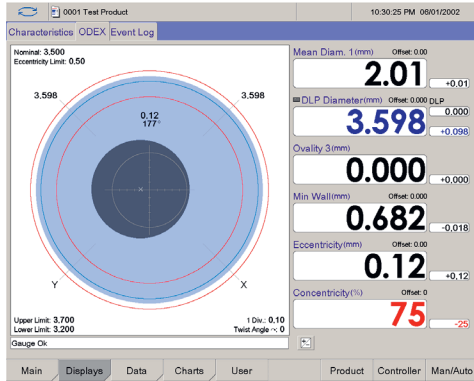 0001 Test Product
10:30:25 PM 08/01/2002
Characteristics ODEX Event Log
Nominal: 3,500
Eccentricity Limit: 0.50
3,598
3,598
0.12
177°
Y
X
Upper Limit: 3,700
Lower Limit: 3.200
1 Div.: 0,10
Twist Angle ~: 0
Gauge Ok
Mean Diam. 1(mm) Offset: 0.00
2.01
+0.01
DLP Diameter(mm) Offset: 0.000 DLP
0.000
3.598
+0.098
Ovality 3(mm)
0.000
+0,000
Min Wall(mm) Offset: 0.000
0.682
-0,018
Eccentricity(mm) Offset: 0.00
0.12
+0,12
Concentricity(%) Offset: 0
75
-25
Main Displays Data Charts User Product Controller Man/Auto